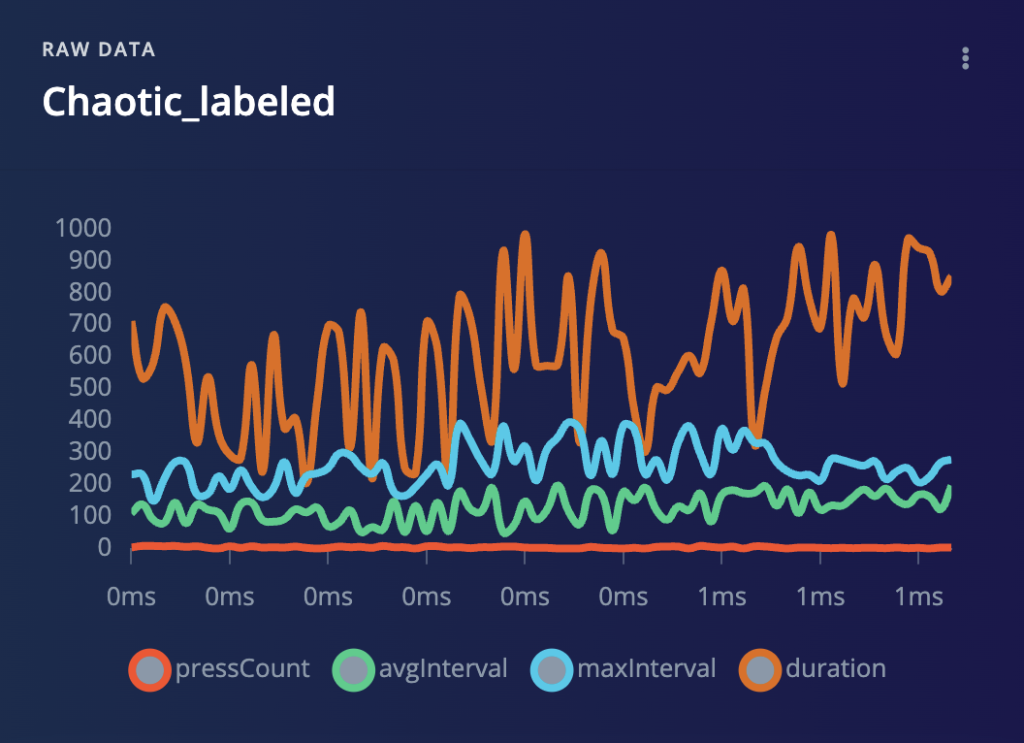 RAW DATA
Chaotic_labeled
1000
900
800
700
600
500
400
300
200
100
0
0ms 0ms 0ms 0ms 0ms 0ms 1ms 1ms 1ms
pressCount avgInterval maxInterval duration